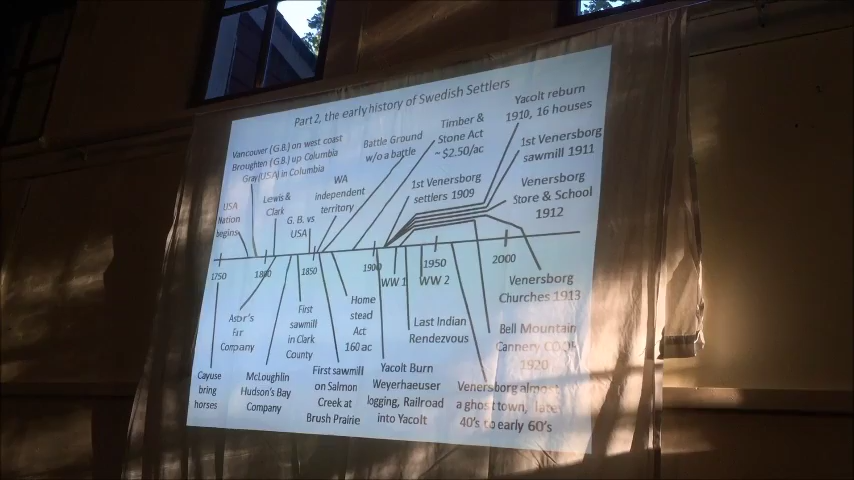 Part 2, the early history of Swedish Settlers
Vancouver (G.B.) on west coast
Broughten (G.B.) up Columbia
Gray (USA) in Columbia
Battle Ground
w/o a battle
Timber &
Stone Act
~ $2.50/ac
Yacolt reburn
1910, 16 houses
1st Venersborg
sawmill 1911
USA
Nation
begins
Lewis &
Clark
G. B. vs
USA
WA
independent
territory
1st Venersborg
settlers 1909
Venersborg
Store & School
1912
1750
1800
1850
1900
1950
2000
WW 1
WW 2
Venersborg
Churches 1913
Astor's
Fur
Company
First
sawmill
in Clark
County
Home
stead
Act
160 ac
Last Indian
Rendezvous
Bell Mountain
Cannery COOP
1920
Cayuse
bring
horses
McLoughlin
Hudson's Bay
Company
First sawmill
on Salmon
Creek at
Brush Prairie
Yacolt Burn
Weyerhaeuser
logging, Railroad
into Yacolt
Venersborg almost
a ghost town, late
40's to early 60's